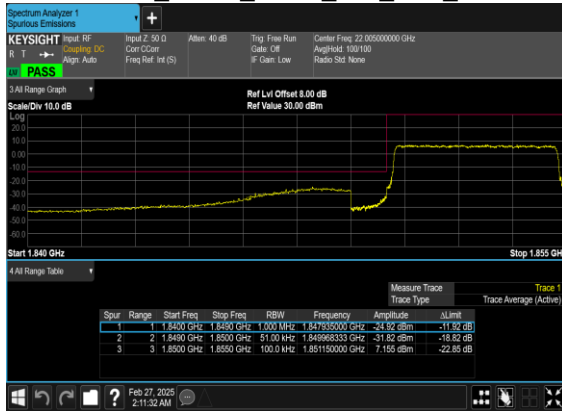 Spectrum Analyzer 1
Spurious Emissions
KEYSIGHT Input: RF Input Z: 50 Ω Atten: 40 dB Trig: Free Run Center Freq: 22.005000000 GHz
R T Coupling: DC Corr CCorr Gate: Off Avg|Hold: 100/100
Align: Auto Freq Ref: Int (S) IF Gain: Low Radio Std: None
PASS
3 All Range Graph
Ref Lvl Offset 8.00 dB
Scale/Div 10.0 dB Ref Value 30.00 dBm
Log
20.0
10.0
0.00
-10.0
-20.0
-30.0
-40.0
-50.0
-60.0
Start 1.840 GHz Stop 1.855 GH
4 All Range Table
Measure Trace Trace 1
Trace Type Trace Average (Active)
Spur Range Start Freq Stop Freq RBW Frequency Amplitude ΔLimit
1 1 1.8400 GHz 1.8490 GHz 1.000 MHz 1.847935000 GHz -24.92 dBm -11.92 dB
2 2 1.8490 GHz 1.8500 GHz 51.00 kHz 1.849968333 GHz -31.82 dBm -18.82 dB
3 3 1.8500 GHz 1.8550 GHz 100.0 kHz 1.851150000 GHz 7.155 dBm -22.85 dB
? Feb 27, 2025
2:11:32 AM